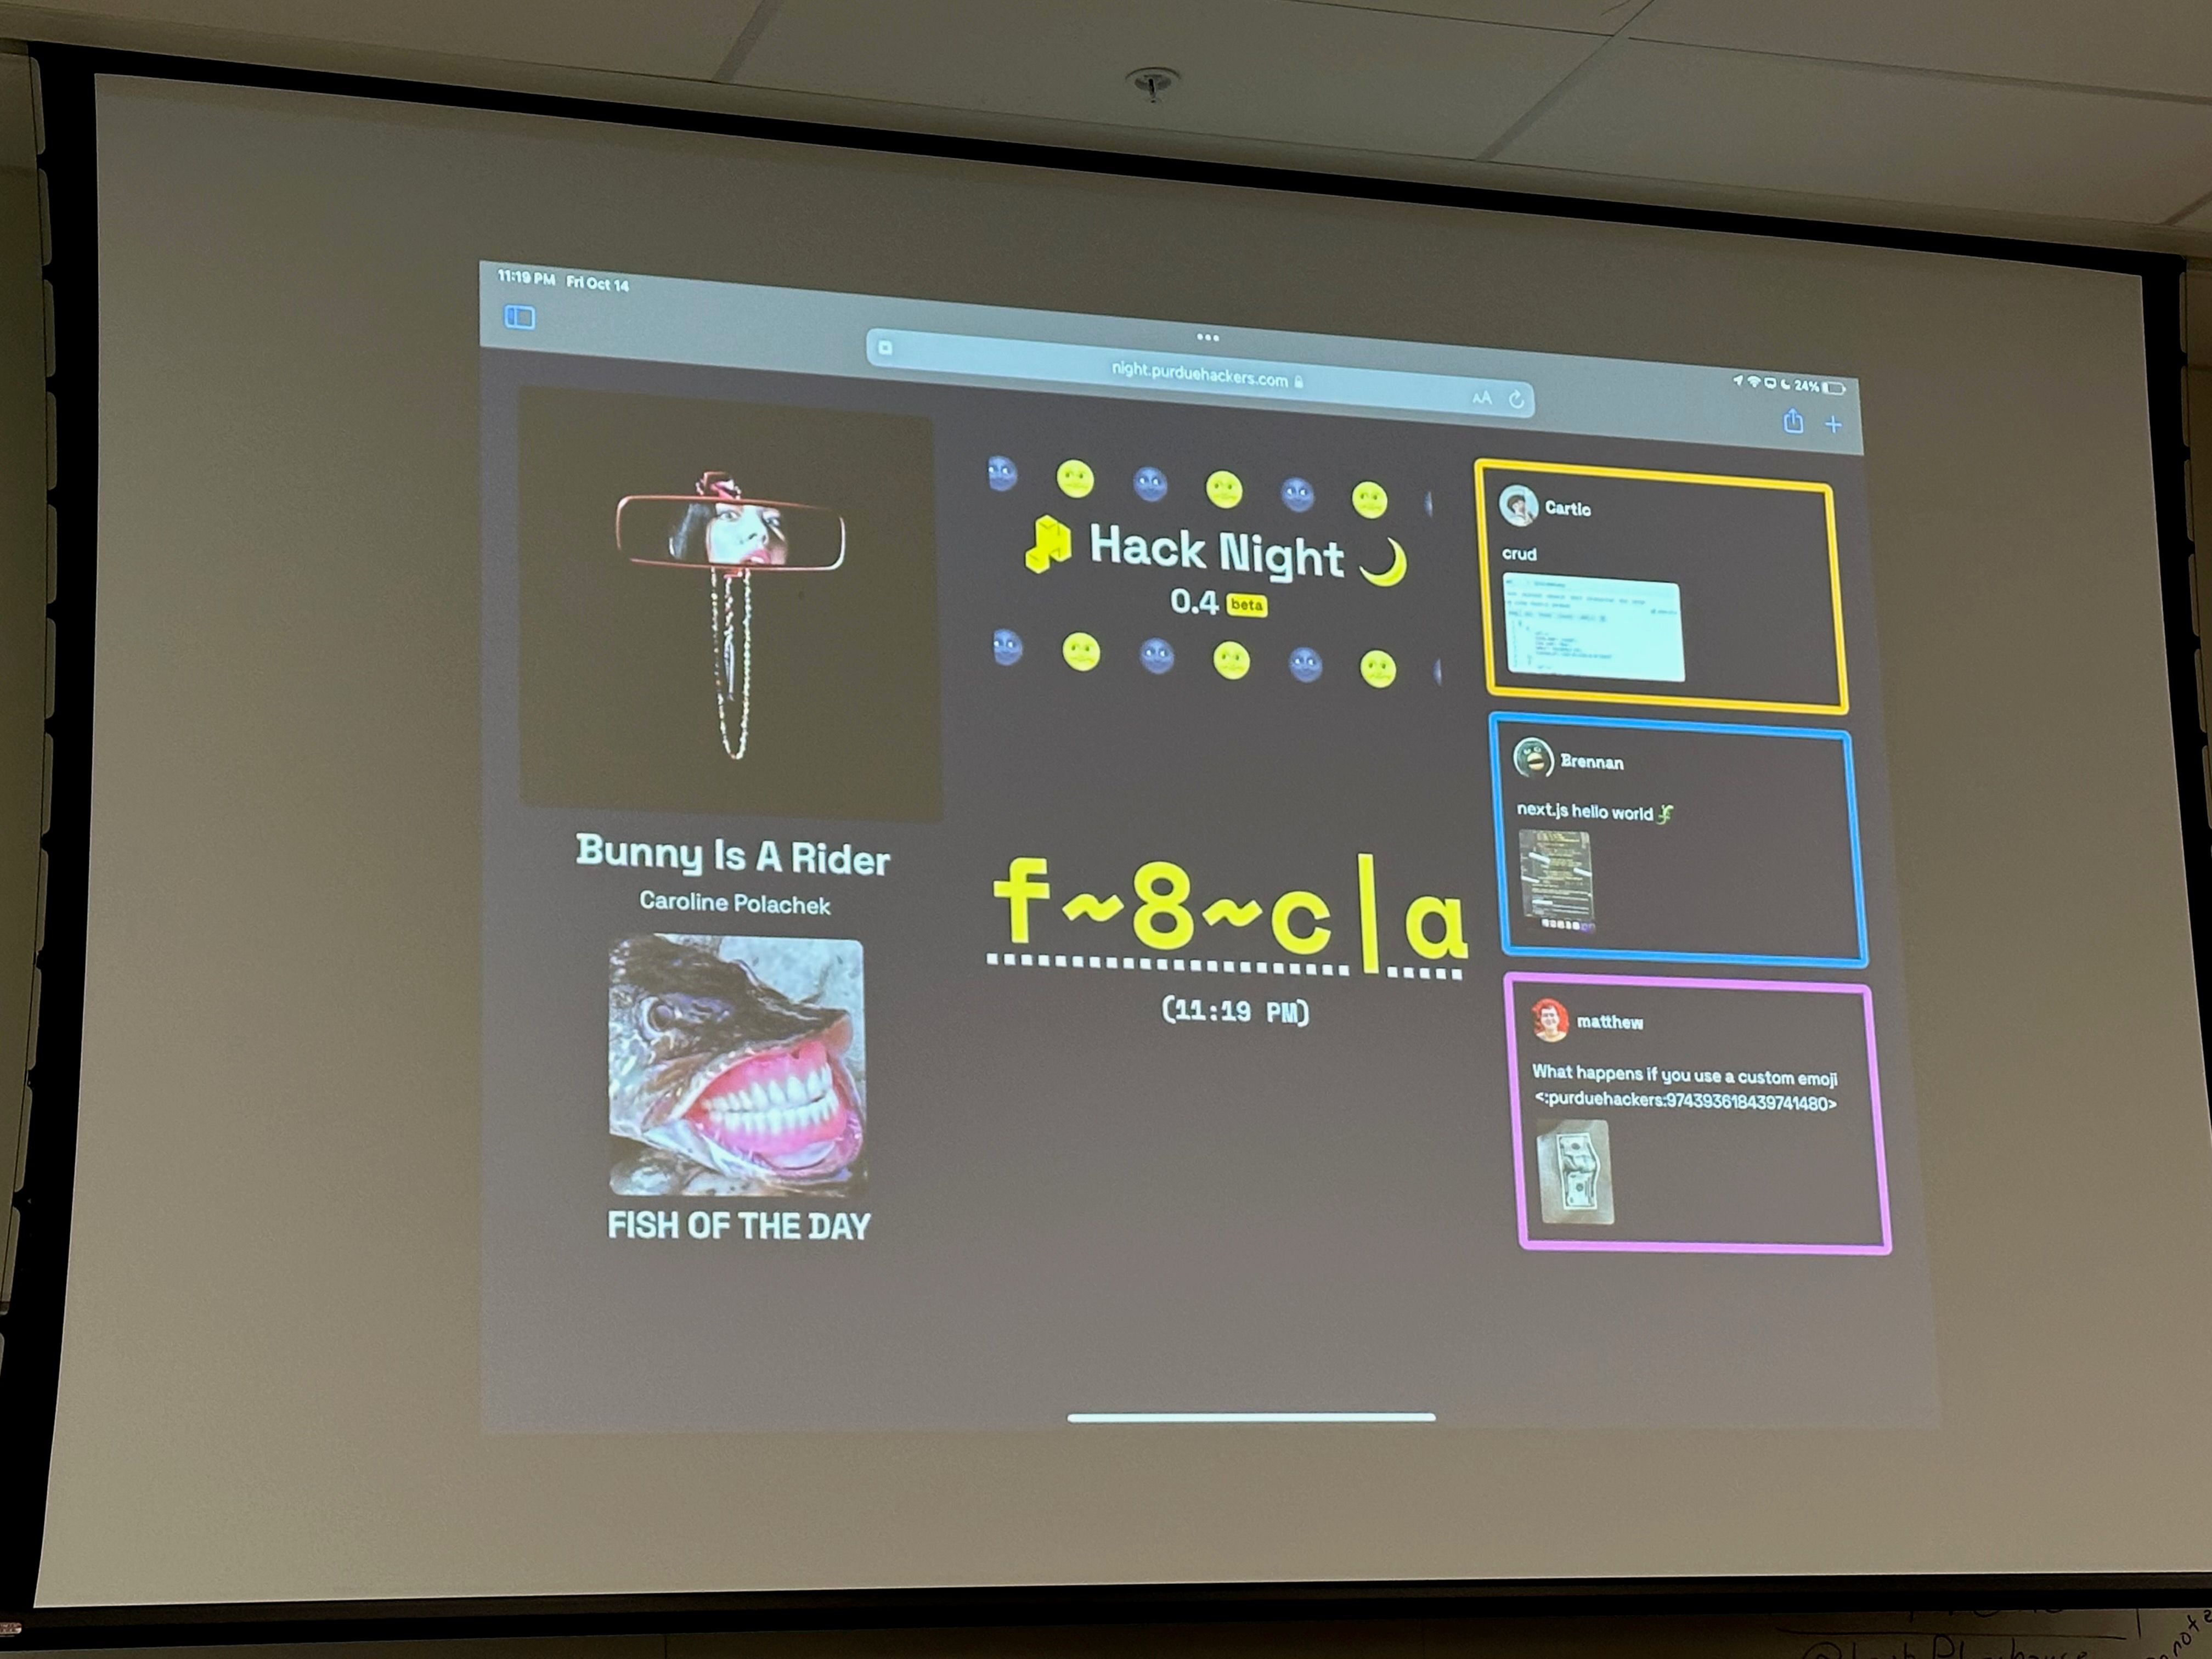 11:19 PM Fri Oct 14
night.purduehackers.com
AA
24%
Bunny Is A Rider
Caroline Polachek
FISH OF THE DAY
Hack Night
0.4 beta
f~8~c|a
(11:19 PM)
Cartic
crud
Brennan
next.js hello world
matthew
What happens if you use a custom emoji
<:purduehackers:974393618439741480>